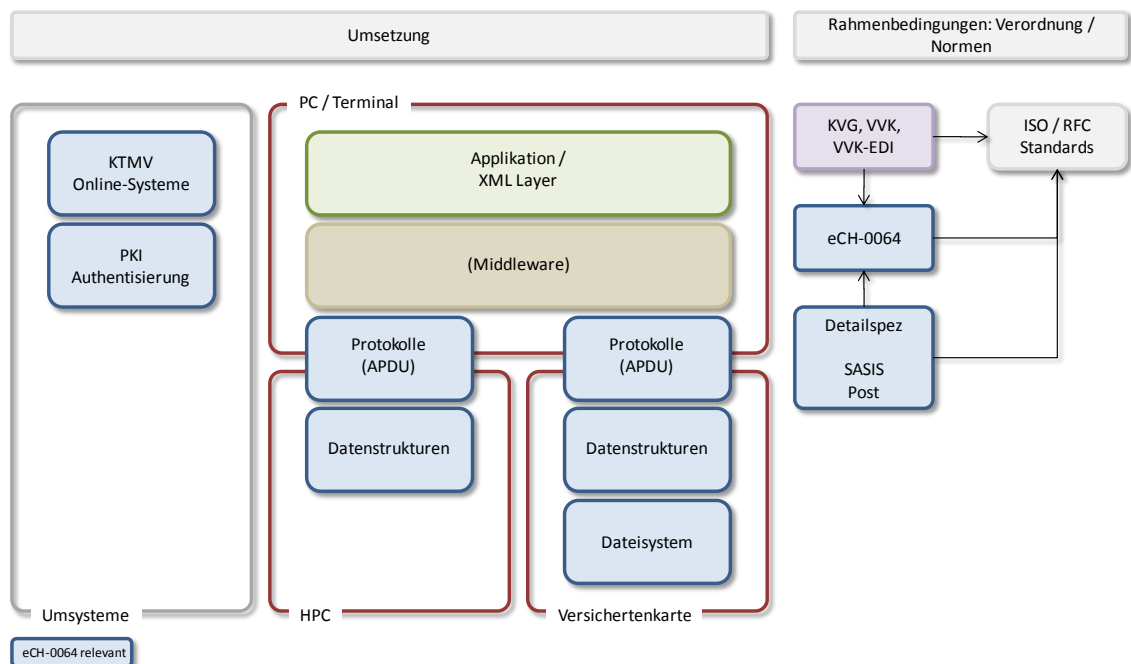 Umsetzung
Rahmenbedingungen: Verordnung /
Normen
PC / Terminal
KTMV
Online-Systeme
PKI
Authentisierung
Applikation /
XML Layer
(Middleware)
Protokolle
(APDU)
Protokolle
(APDU)
Datenstrukturen
Datenstrukturen
Dateisystem
Umsysteme
HPC
Versichertenkarte
KVG, VVK,
VVK-EDI
ISO / RFC
Standards
eCH-0064
Detailspez
SASIS
Post
eCH-0064 relevant